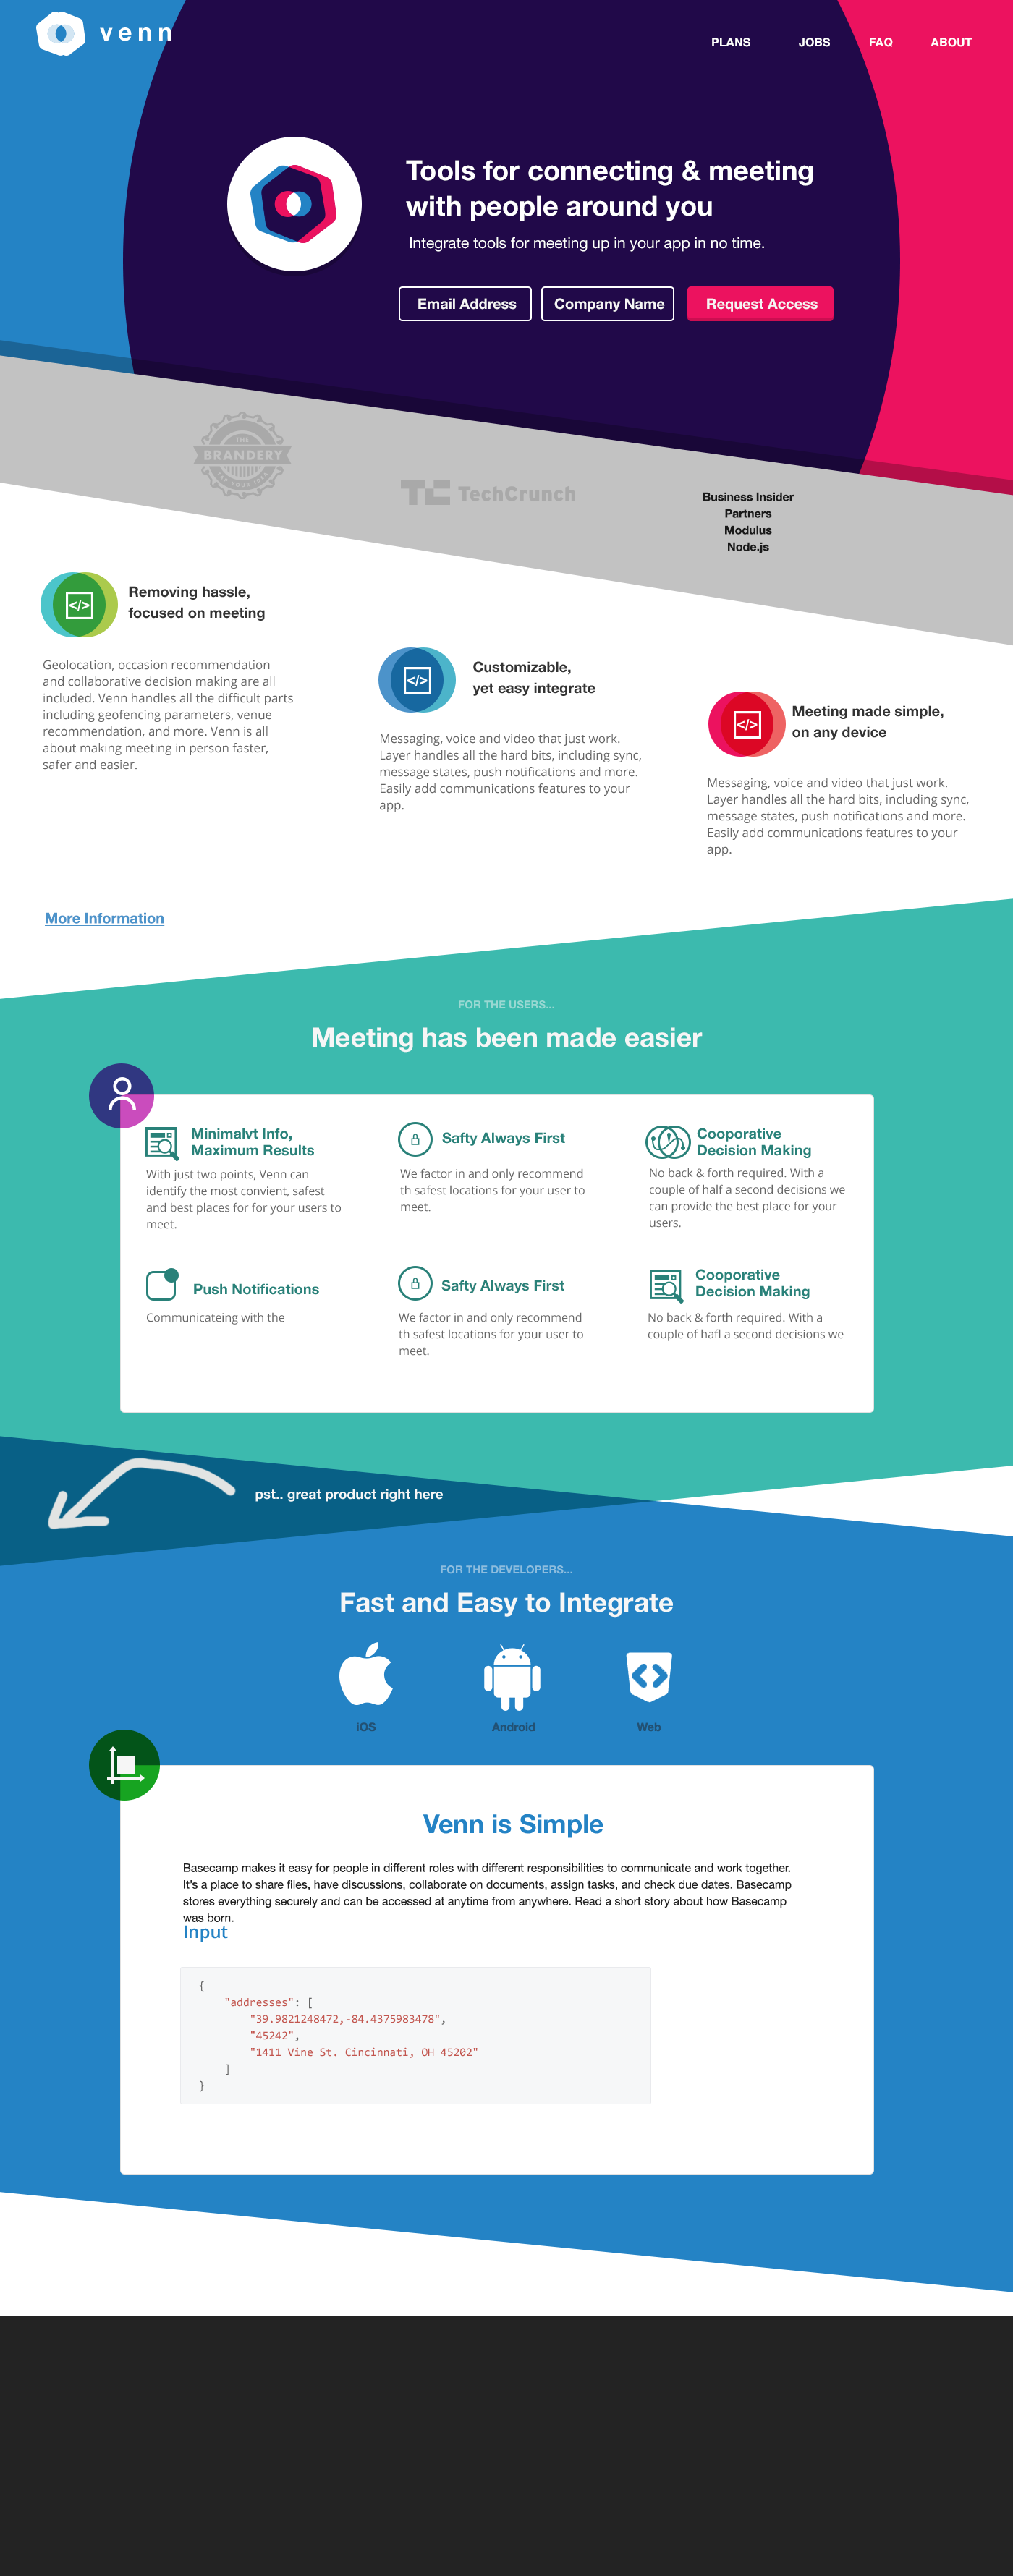 venn
PLANS JOBS FAQ ABOUT
Tools for connecting & meeting
with people around you
Integrate tools for meeting up in your app in no time.
Email Address Company Name Request Access
THE
BRANDERY
TechCrunch
Business Insider
Partners
Modulus
Node.js
</>
Removing hassle,
focused on meeting
Geolocation, occasion recommendation
and collaborative decision making are all
included. Venn handles all the difficult parts
including geofencing parameters, venue
recommendation, and more. Venn is all
about making meeting in person faster,
safer and easier.
</>
Customizable,
yet easy integrate
Messaging, voice and video that just work.
Layer handles all the hard bits, including sync,
message states, push notifications and more.
Easily add communications features to your
app.
</>
Meeting made simple,
on any device
Messaging, voice and video that just work.
Layer handles all the hard bits, including sync,
message states, push notifications and more.
Easily add communications features to your
app.
More Information
FOR THE USERS...
Meeting has been made easier
Minimalvt Info,
Maximum Results
With just two points, Venn can
identify the most convient, safest
and best places for for your users to
meet.
Safty Always First
We factor in and only recommend
th safest locations for your user to
meet.
Cooporative
Decision Making
No back & forth required. With a
couple of half a second decisions we
can provide the best place for your
users.
Push Notifications
Communicateing with the
Safty Always First
We factor in and only recommend
th safest locations for your user to
meet.
Cooporative
Decision Making
No back & forth required. With a
couple of hafl a second decisions we
pst.. great product right here
FOR THE DEVELOPERS...
Fast and Easy to Integrate
iOS Android Web
Venn is Simple
Basecamp makes it easy for people in different roles with different responsibilities to communicate and work together.
It's a place to share files, have discussions, collaborate on documents, assign tasks, and check due dates. Basecamp
stores everything securely and can be accessed at anytime from anywhere. Read a short story about how Basecamp
was born.
Input
{
"addresses": [
"39.9821248472,-84.4375983478",
"45242",
"1411 Vine St. Cincinnati, OH 45202"
]
}